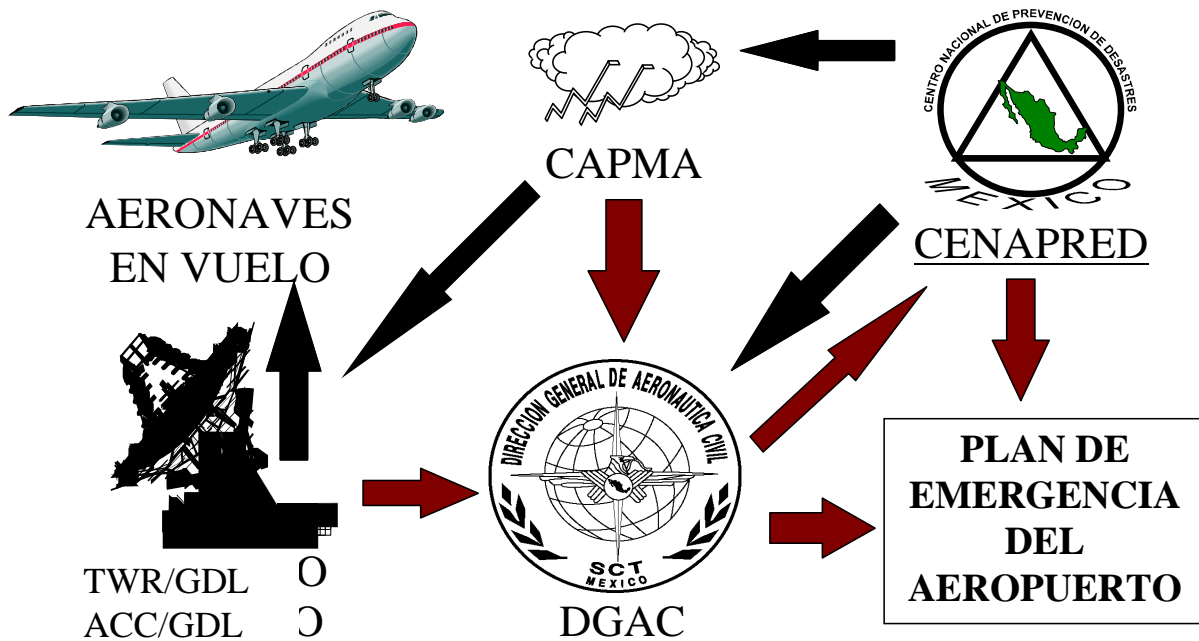 CENTRO NACIONAL DE PREVENCION DE DESASTRES
MEXICO
CAPMA
AERONAVES
EN VUELO
CENAPRED
DIRECCION GENERAL DE AERONAUTICA CIVIL
SCT
MEXICO
PLAN DE
EMERGENCIA
DEL
AEROPUERTO
TWR/GDL O
ACC/GDL O
DGAC